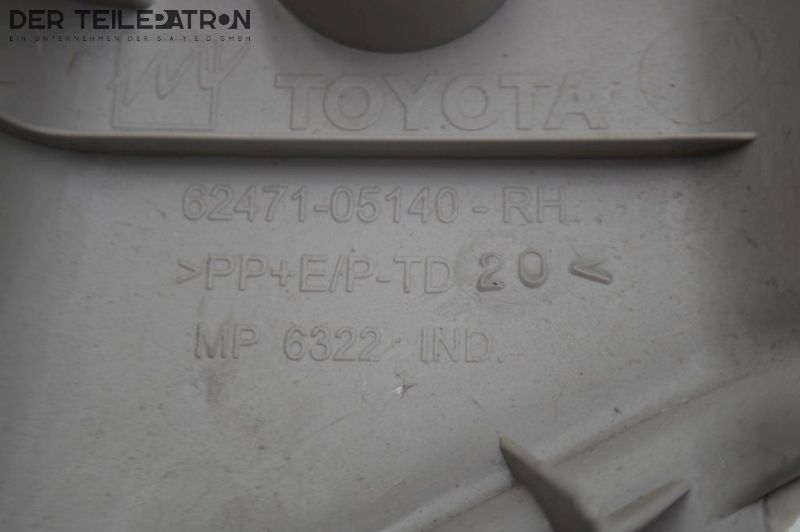 DER TEILEPATRON
EIN UNTERNEHMEN DER S.A.Y.E.D. GMBH
TOYOTA
62471-05140-RH
>PP+E/P-TD 20<
MP 6322 IND.